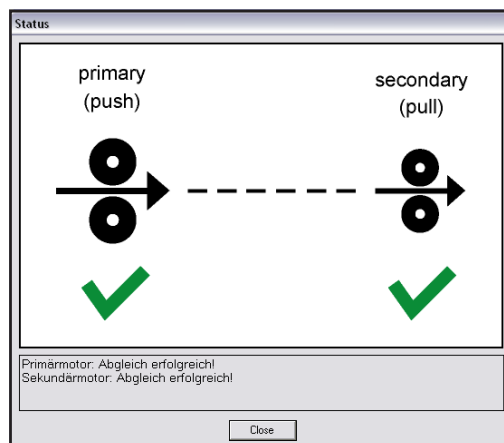 Status
primary
(push)
secondary
(pull)
Primärmotor: Abgleich erfolgreich!
Sekundärmotor: Abgleich erfolgreich!
Close